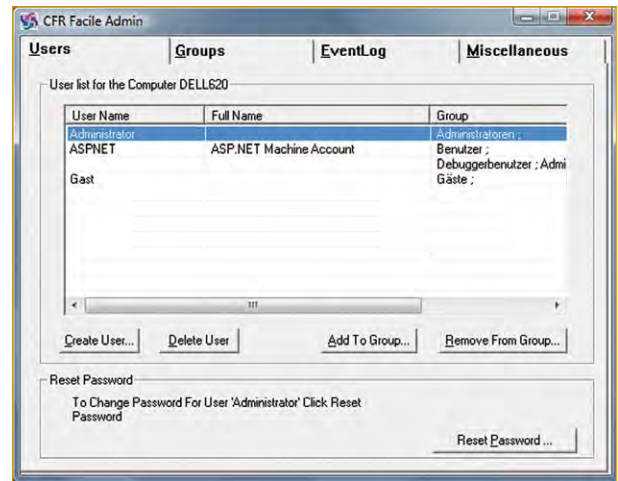 CFR Facile Admin
Users Groups EventLog Miscellaneous
User list for the Computer DELL620
User Name Full Name Group
Administrator Administratoren ;
ASPNET ASP.NET Machine Account Benutzer ;
Debuggerbenutzer ; Admi
Gast Gäste ;
Create User... Delete User Add To Group... Remove From Group...
Reset Password
To Change Password For User 'Administrator' Click Reset
Password
Reset Password ...